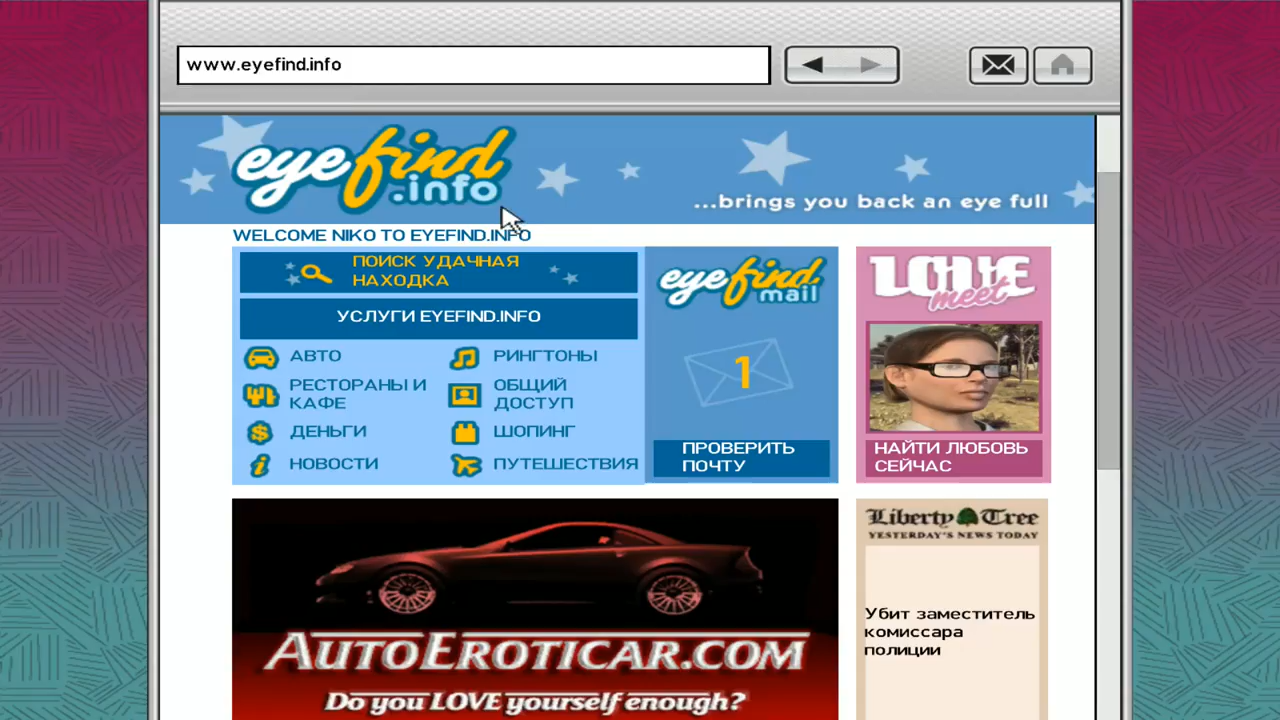 www.eyefind.info
eyefind
.info
...brings you back an eye full
WELCOME NIKO TO EYEFIND.INFO
ПОИСК УДАЧНАЯ
НАХОДКА
УСЛУГИ EYEFIND.INFO
АВТО
РЕСТОРАНЫ И
КАФЕ
ДЕНЬГИ
НОВОСТИ
РИНГТОНЫ
ОБЩИЙ
ДОСТУП
ШОПИНГ
ПУТЕШЕСТВИЯ
eyefind
mail
1
ПРОВЕРИТЬ
ПОЧТУ
LOVE
meet
НАЙТИ ЛЮБОВЬ
СЕЙЧАС
AUTOEROTICAR.COM
Do you LOVE yourself enough?
Liberty Tree
YESTERDAY'S NEWS TODAY
Убит заместитель
комиссара
полиции